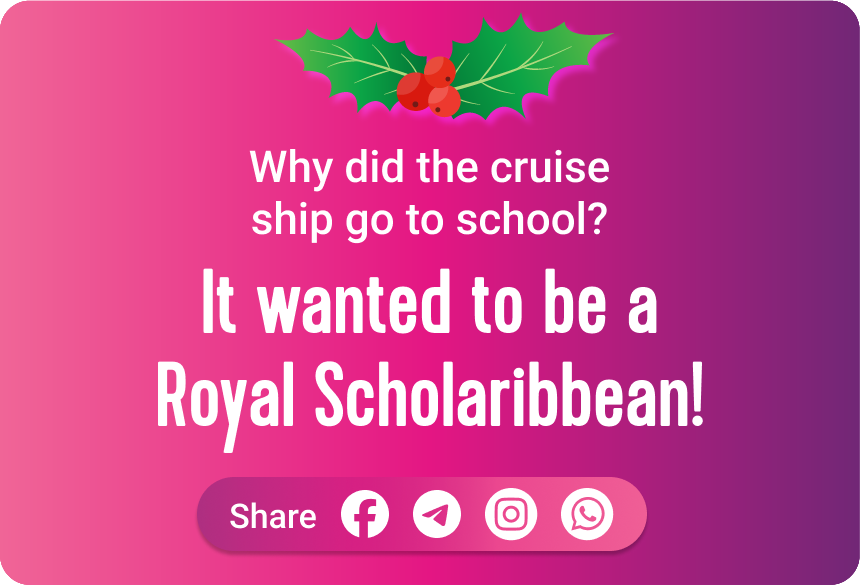 Why did the cruise
ship go to school?
It wanted to be a
Royal Scholaribbean!
Share